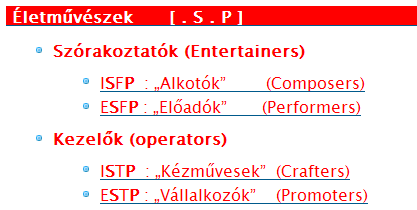 Életművészek [ . S . P ]
Szórakoztatók (Entertainers)
ISFP : „Alkotók” (Composers)
ESFP : „Előadók” (Performers)
Kezelők (operators)
ISTP : „Kézművesek” (Crafters)
ESTP : „Vállalkozók” (Promoters)